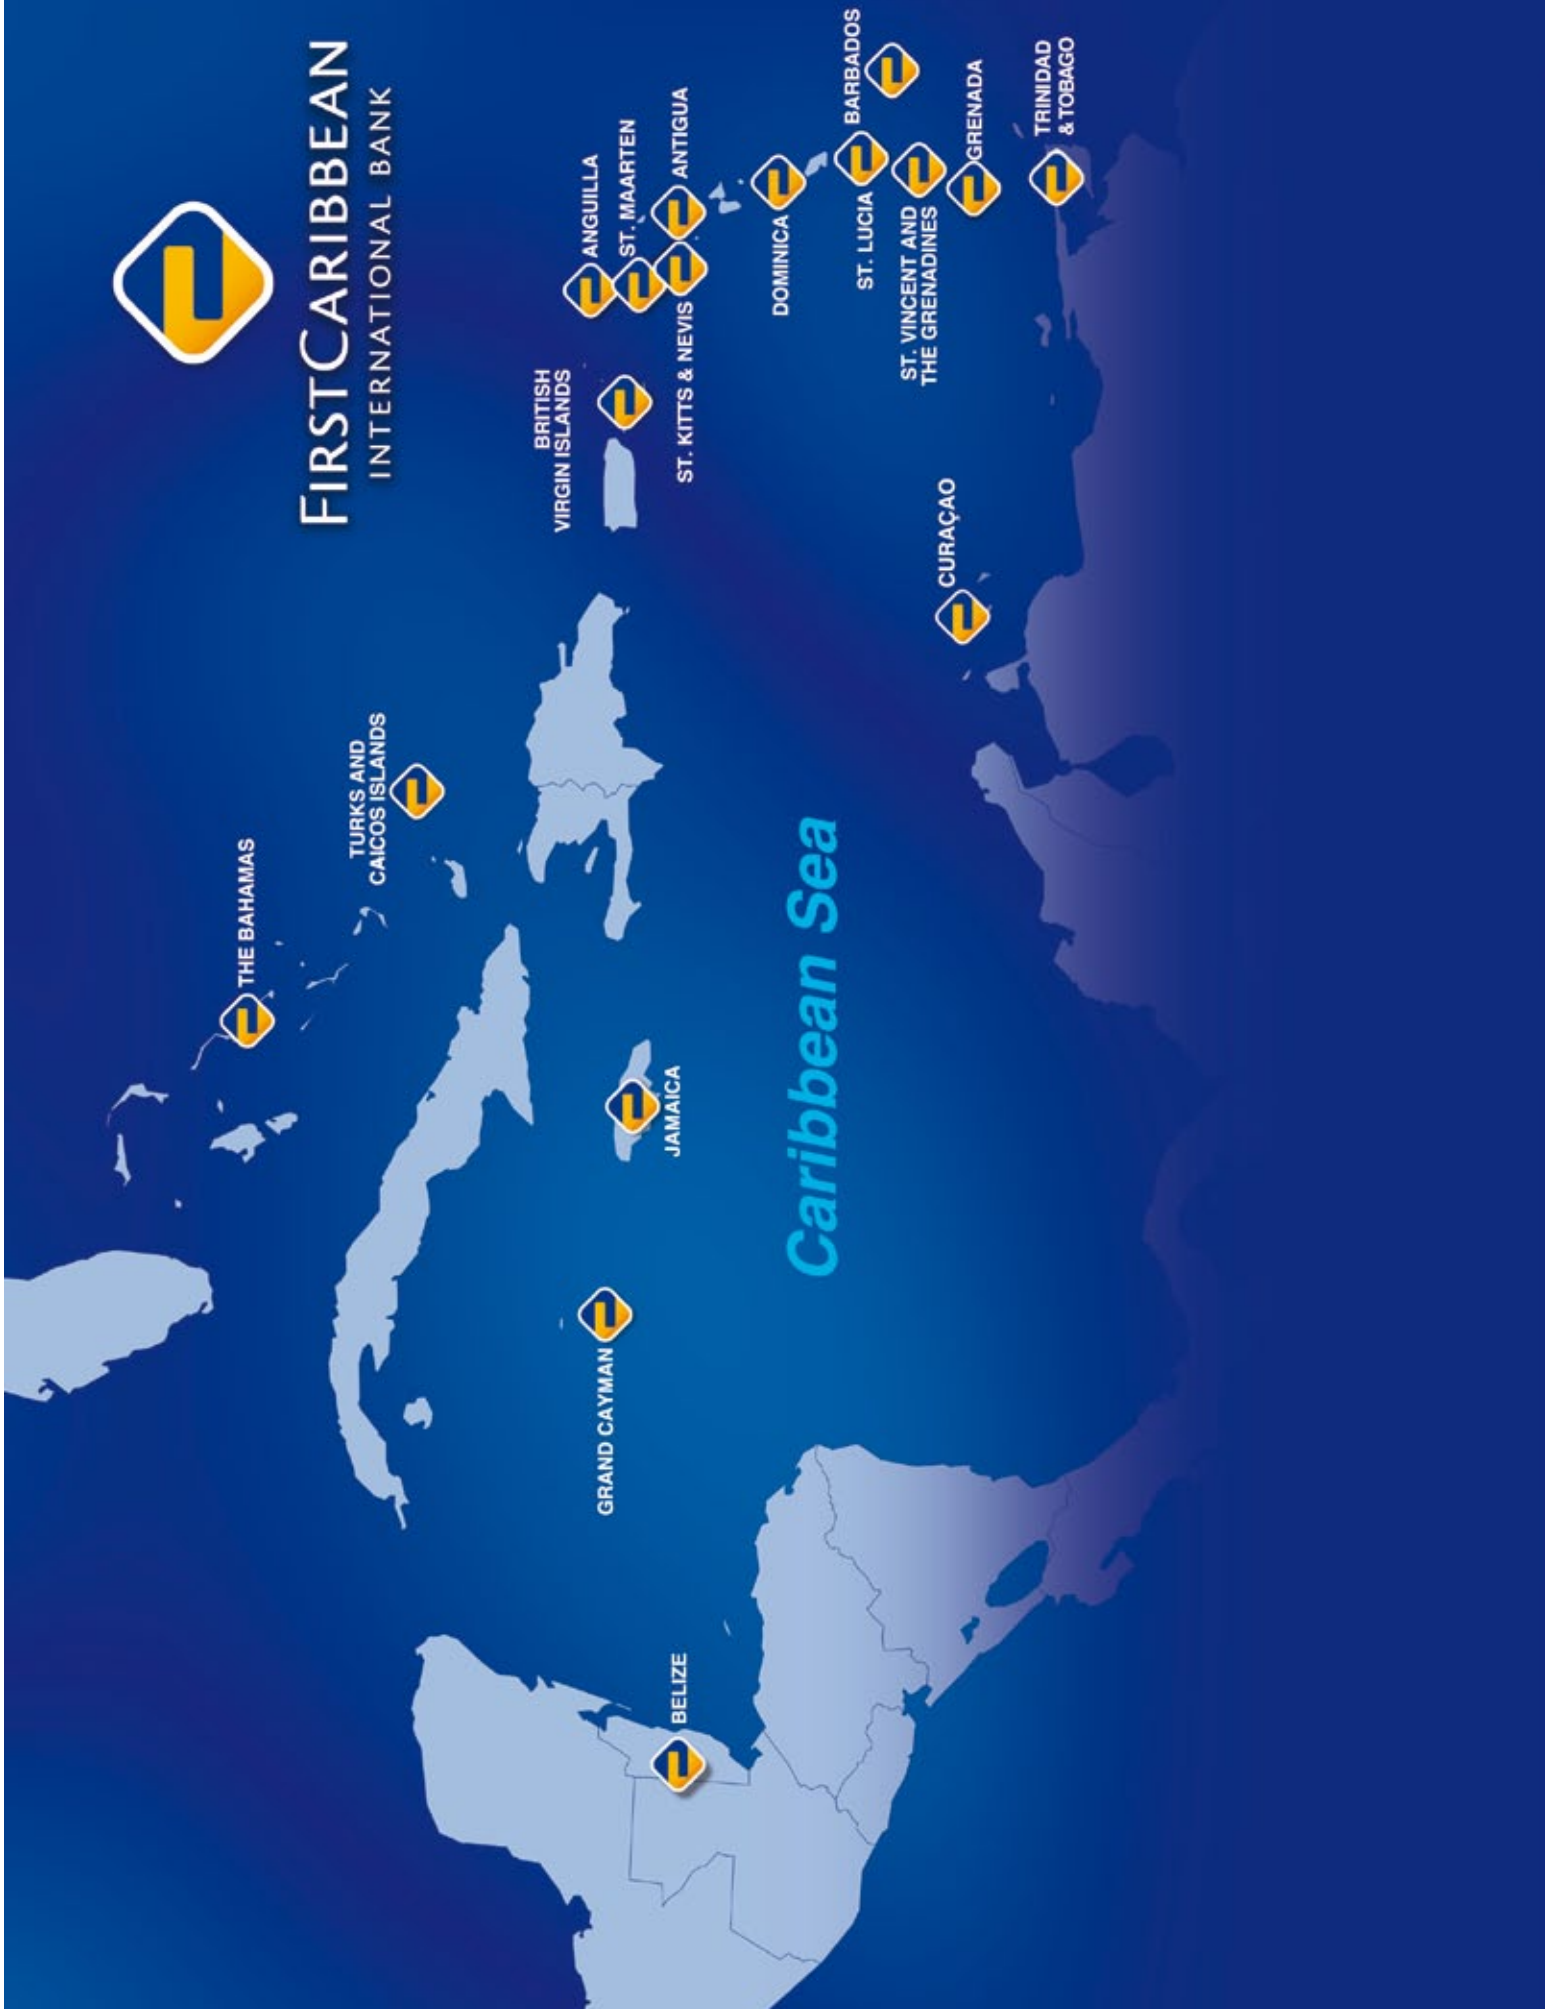 FIRSTCARIBBEAN
INTERNATIONAL BANK
THE BAHAMAS
TURKS AND
CAICOS ISLANDS
BRITISH
VIRGIN ISLANDS
ANGUILLA
ST. MAARTEN
ST. KITTS & NEVIS
ANTIGUA
GRAND CAYMAN
JAMAICA
BELIZE
DOMINICA
Caribbean Sea
BARBADOS
ST. LUCIA
ST. VINCENT AND
THE GRENADINES
CURAÇAO
GRENADA
TRINIDAD
& TOBAGO